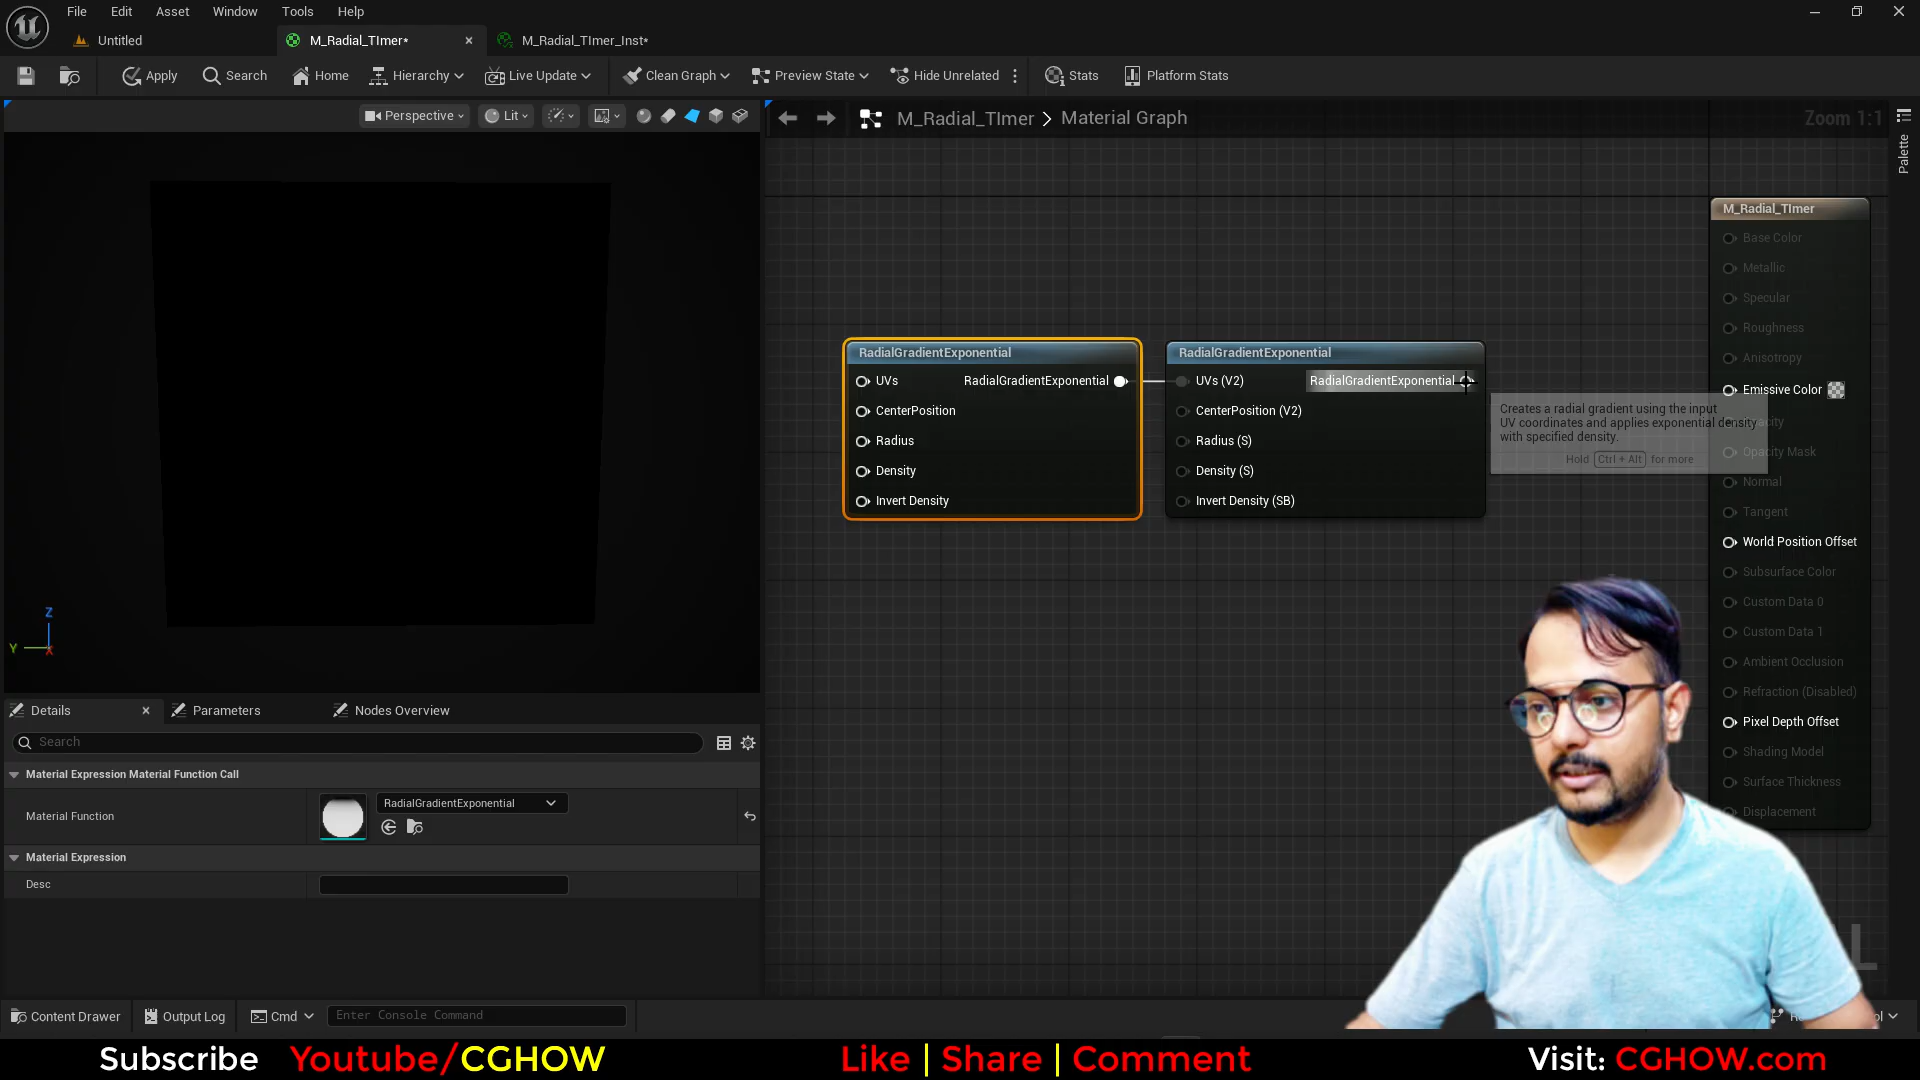 File Edit Asset Window Tools Help
Untitled M_Radial_TImer* M_Radial_TImer_Inst*
Apply Search Home Hierarchy Live Update Clean Graph Preview State Hide Unrelated Stats Platform Stats
Perspective Lit
M_Radial_TImer > Material Graph
Zoom 1:1
Palette
RadialGradientExponential
UVs RadialGradientExponential
CenterPosition
Radius
Density
Invert Density
RadialGradientExponential
UVs (V2) RadialGradientExponential
CenterPosition (V2)
Radius (S)
Density (S)
Invert Density (SB)
Creates a radial gradient using the input
UV coordinates and applies exponential density
with specified density.
Hold Ctrl + Alt for more
M_Radial_TImer
Base Color
Metallic
Specular
Roughness
Anisotropy
Emissive Color
Opacity Mask
Normal
Tangent
World Position Offset
Subsurface Color
Custom Data 0
Custom Data 1
Ambient Occlusion
Refraction (Disabled)
Pixel Depth Offset
Shading Model
Surface Thickness
Displacement
Z
Y
X
Details Parameters Nodes Overview
Search
Material Expression Material Function Call
Material Function RadialGradientExponential
Material Expression
Desc
Content Drawer Output Log Cmd Enter Console Command
Subscribe Youtube/CGHOW Like | Share | Comment Visit: CGHOW.com